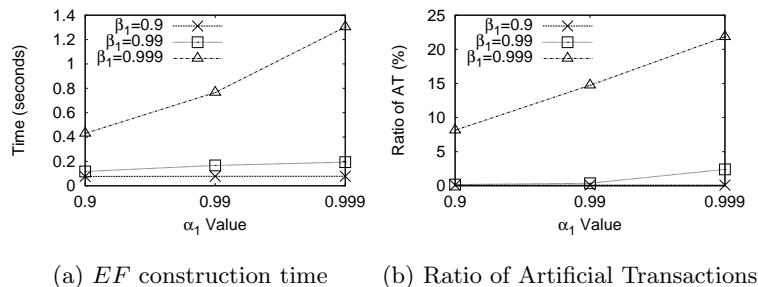 β1=0.9
β1=0.99
β1=0.999
Time (seconds)
1.4
1.2
1
0.8
0.6
0.4
0.2
0
0.9
0.99
0.999
α1 Value
(a) EF construction time
β1=0.9
β1=0.99
β1=0.999
Ratio of AT (%)
25
20
15
10
5
0
0.9
0.99
0.999
α1 Value
(b) Ratio of Artificial Transactions